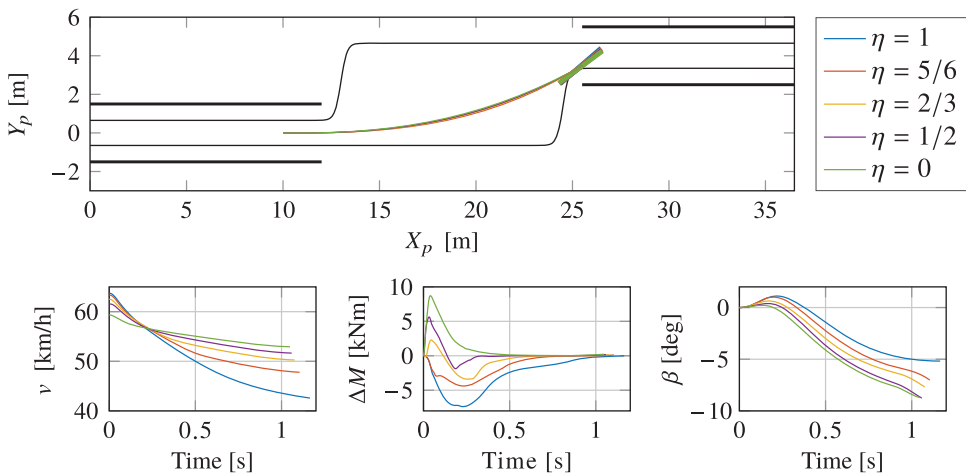 6
4
2
0
−2
Y_p [m]
0 5 10 15 20 25 30 35
X_p [m]
η = 1
η = 5/6
η = 2/3
η = 1/2
η = 0
60
50
40
v [km/h]
0 0.5 1
Time [s]
10
5
0
−5
ΔM [kNm]
0 0.5 1
Time [s]
0
−5
−10
β [deg]
0 0.5 1
Time [s]